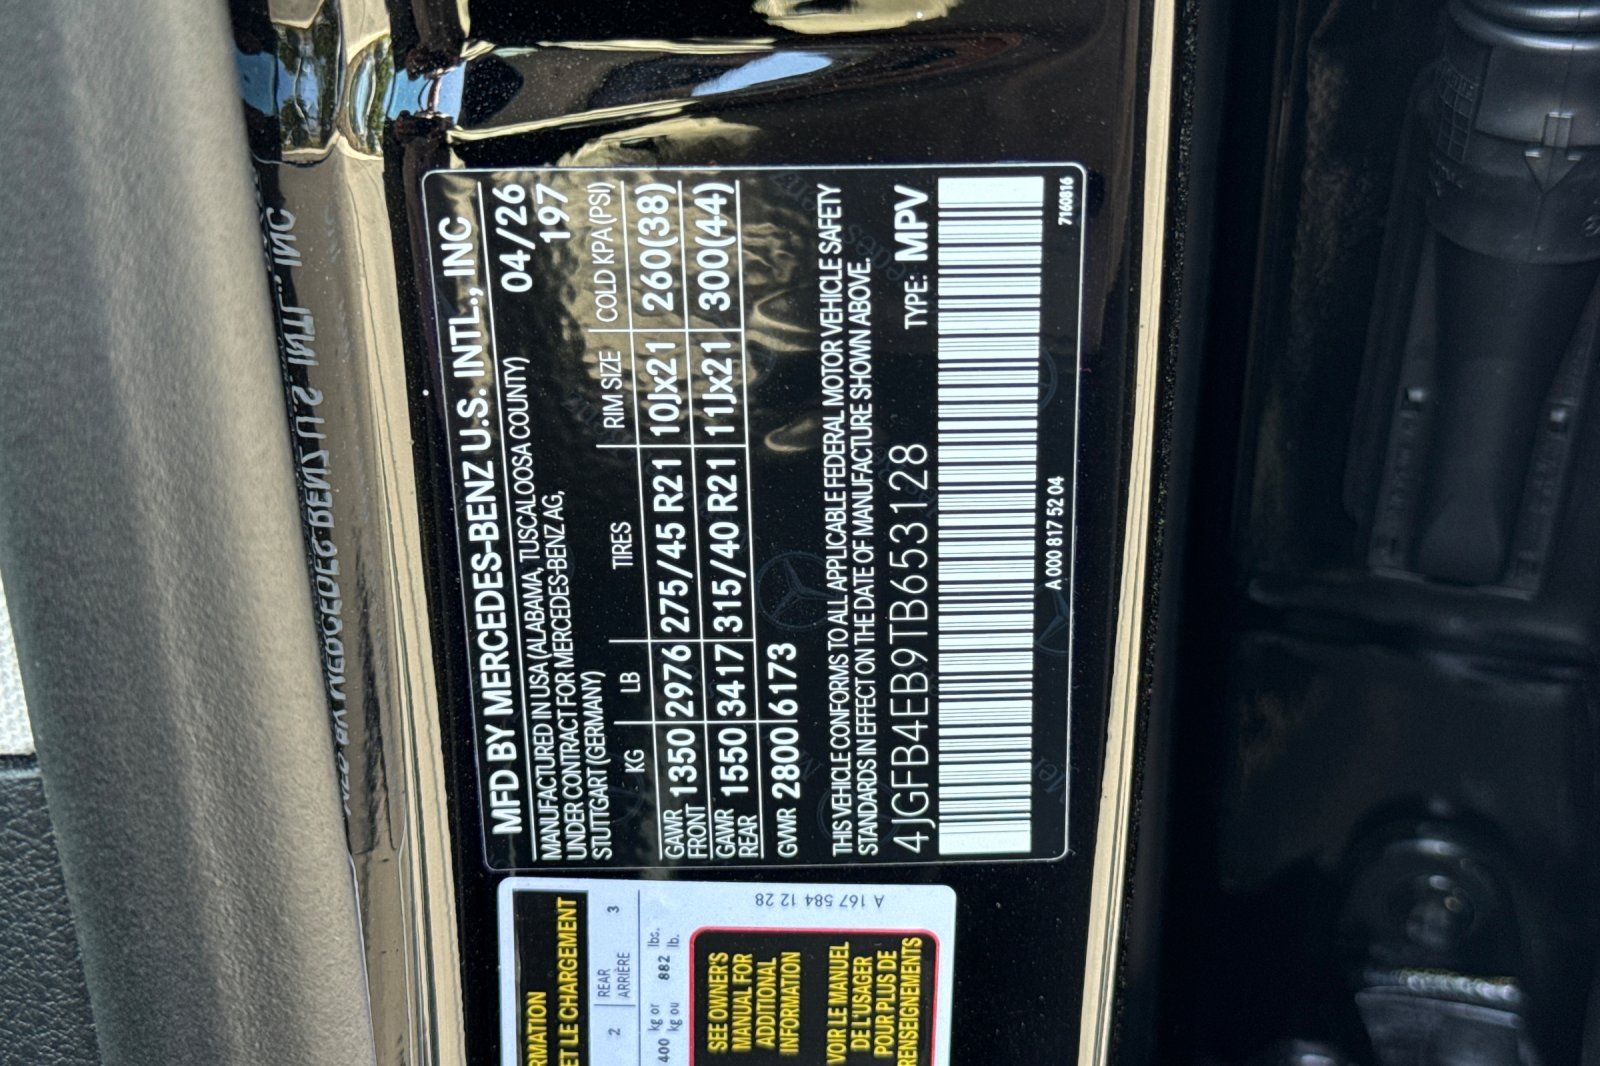 MFD BY MERCEDES-BENZ U.S. INTL., INC
MANUFACTURED IN USA (ALABAMA, TUSCALOOSA COUNTY) 04/26
UNDER CONTRACT FOR MERCEDES-BENZ AG, 197
STUTTGART (GERMANY)
KG LB TIRES RIM SIZE COLD KPA (PSI)
GAWR FRONT 1350 2976 275/45 R21 10Jx21 260(38)
GAWR REAR 1550 3417 315/40 R21 11Jx21 300(44)
GVWR 2800 6173
THIS VEHICLE CONFORMS TO ALL APPLICABLE FEDERAL MOTOR VEHICLE SAFETY
STANDARDS IN EFFECT ON THE DATE OF MANUFACTURE SHOWN ABOVE.
4JGFB4EB9TB653128 TYPE: MPV
A 000 817 52 04 7160816
RMATION
ET LE CHARGEMENT
2 REAR ARRIÈRE 3
400 kg or 882 lbs.
kg ou lb.
SEE OWNER'S
MANUAL FOR
ADDITIONAL
INFORMATION
VOIR LE MANUEL
DE L'USAGER
POUR PLUS DE
RENSEIGNEMENTS
A 167 584 12 28